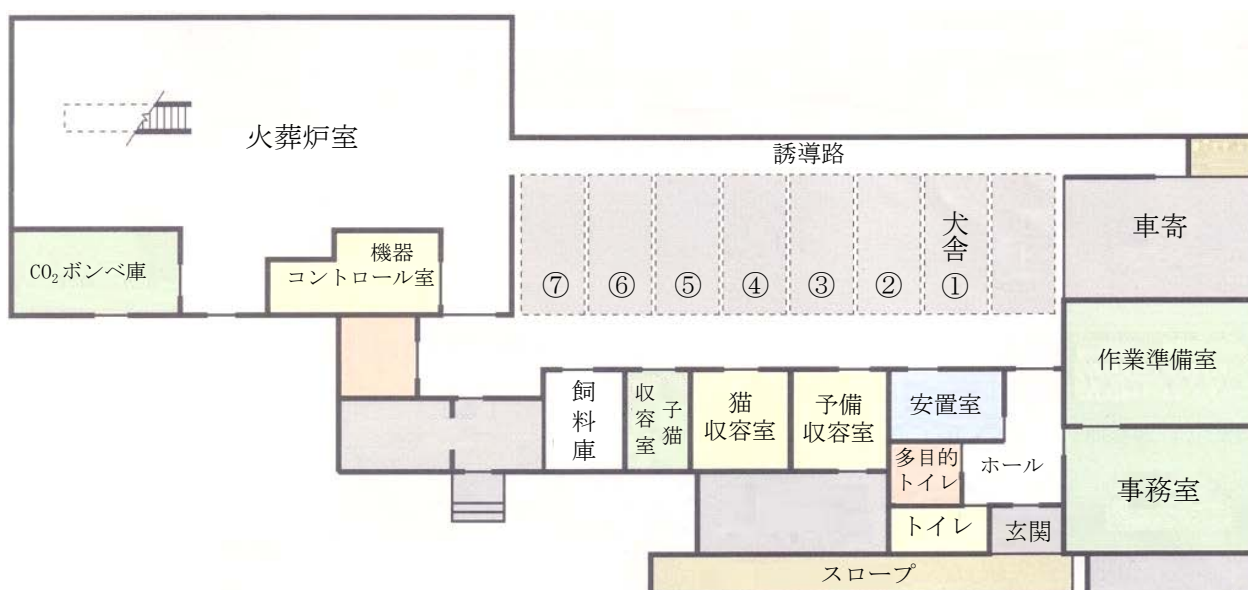 火葬炉室
誘導路
車寄
犬舎
①
②
③
④
⑤
⑥
⑦
CO₂ボンベ庫
機器
コントロール室
作業準備室
飼料庫
子猫
収容室
猫
収容室
予備
収容室
安置室
多目的
トイレ
ホール
事務室
トイレ
玄関
スロープ